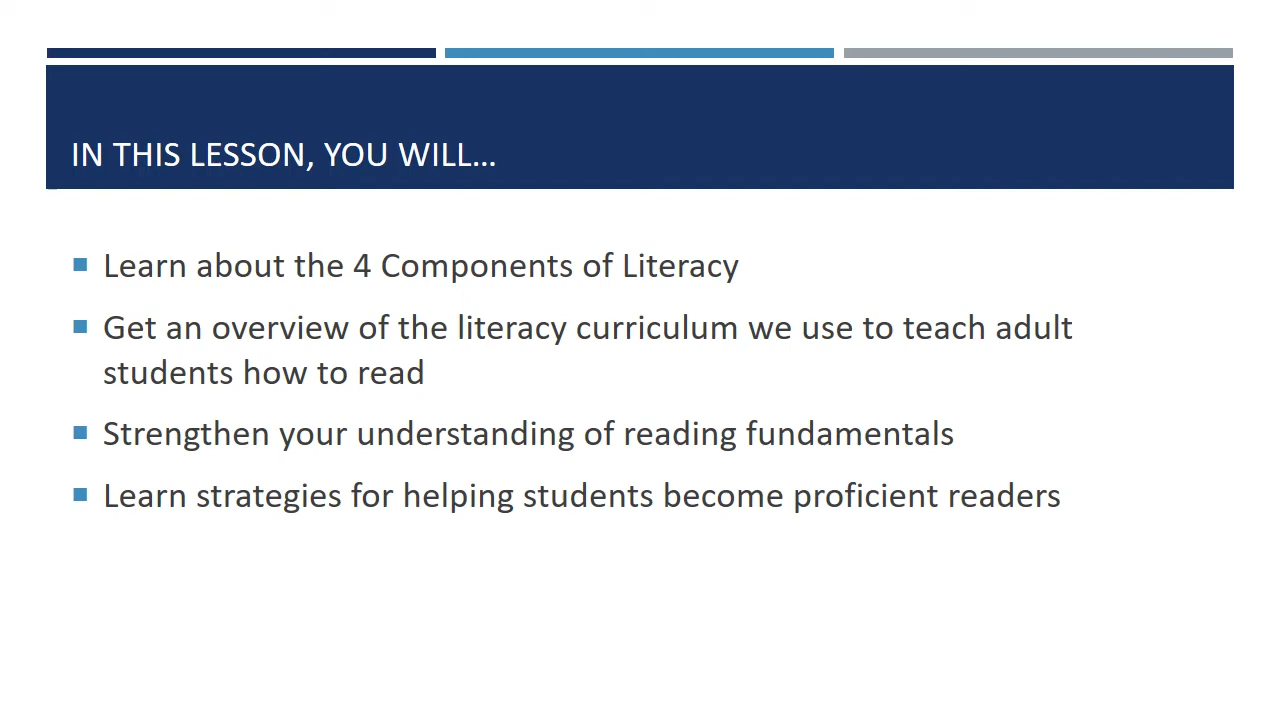 IN THIS LESSON, YOU WILL...
Learn about the 4 Components of Literacy
Get an overview of the literacy curriculum we use to teach adult
students how to read
Strengthen your understanding of reading fundamentals
Learn strategies for helping students become proficient readers